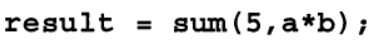 result = sum(5,a*b);